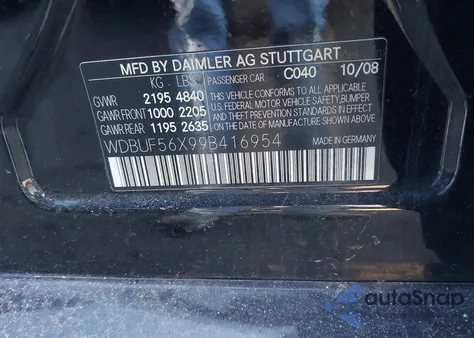 MFD BY DAIMLER AG STUTTGART
KG LBS PASSENGER CAR C040 10/08
GVWR 2195 4840 THIS VEHICLE CONFORMS TO ALL APPLICABLE
GAWR FRONT 1000 2205 U.S. FEDERAL MOTOR VEHICLE SAFETY, BUMPER,
GAWR REAR 1195 2635 AND THEFT PREVENTION STANDARDS IN EFFECT
ON THE DATE OF MANUFACTURE SHOWN ABOVE.
WDBUF56X99B416954 MADE IN GERMANY
autoSnap